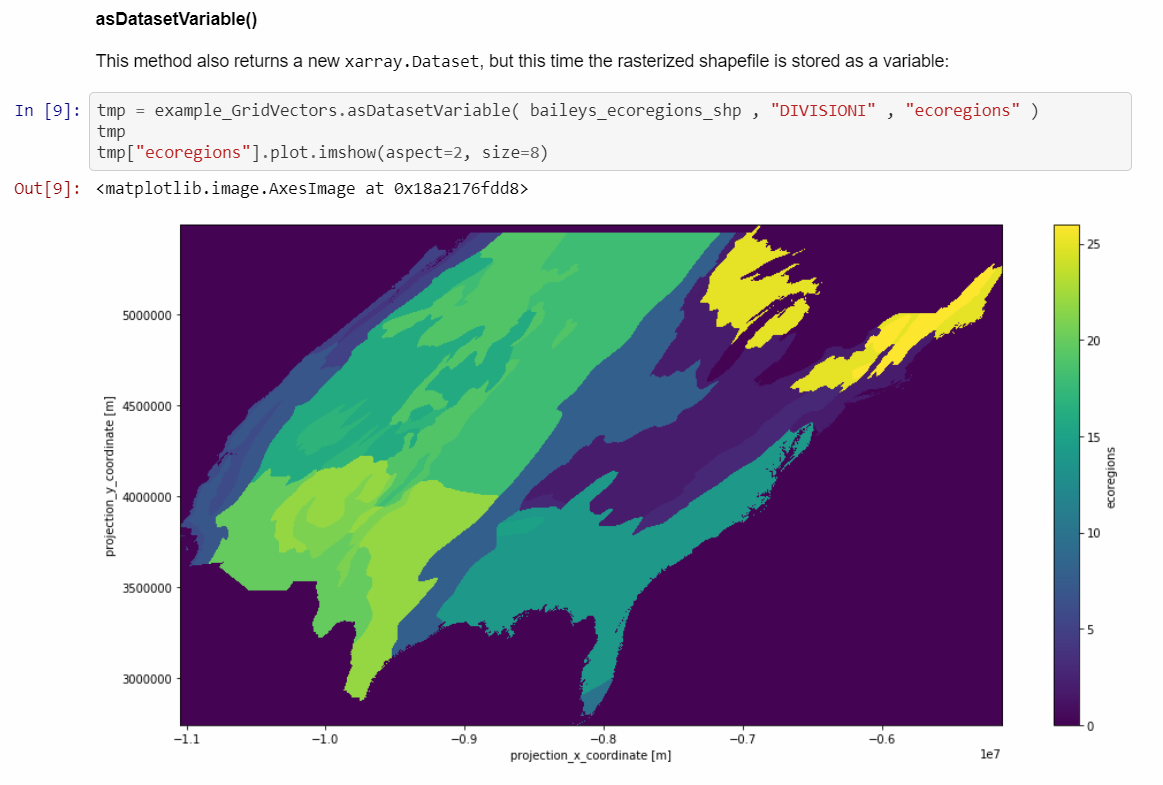 asDatasetVariable()
This method also returns a new xarray.Dataset, but this time the rasterized shapefile is stored as a variable:
In [9]: tmp = example_GridVectors.asDatasetVariable( baileys_ecoregions_shp , "DIVISIONI" , "ecoregions" )
tmp
tmp["ecoregions"].plot.imshow(aspect=2, size=8)
Out[9]: <matplotlib.image.AxesImage at 0x18a2176fdd8>
5000000
4500000
4000000
3500000
3000000
projection_y_coordinate [m]
−1.1 −1.0 −0.9 −0.8 −0.7 −0.6
1e7
projection_x_coordinate [m]
25
20
15
10
5
0
ecoregions